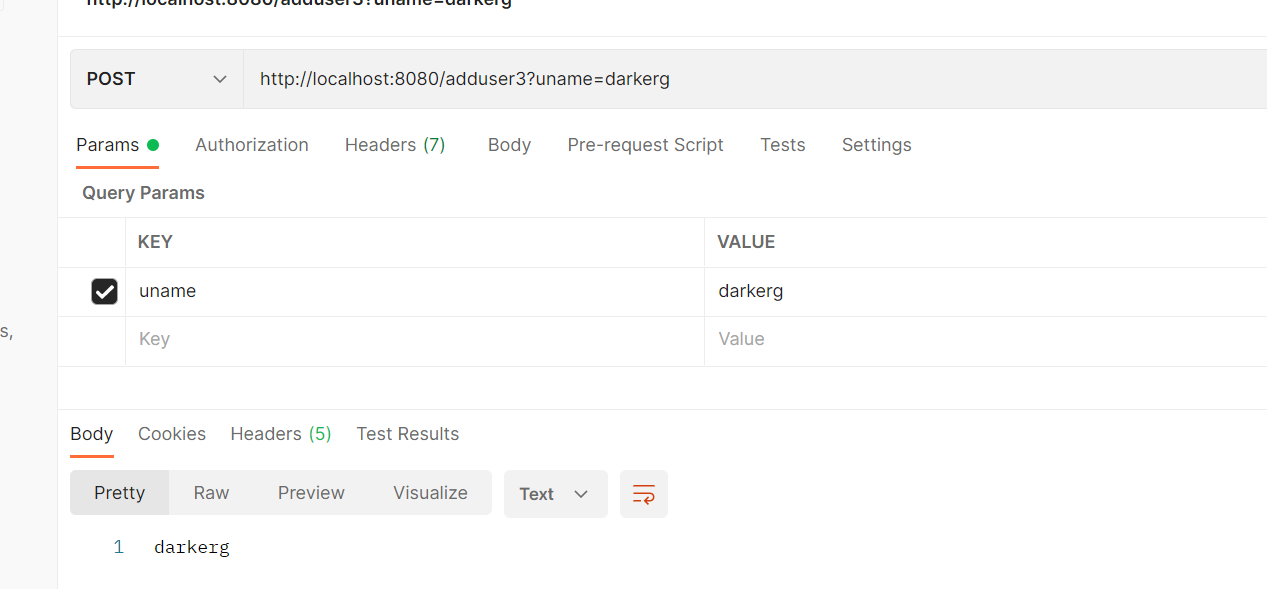 http://localhost:8080/adduser3?uname=darkerg
POST http://localhost:8080/adduser3?uname=darkerg
Params Authorization Headers (7) Body Pre-request Script Tests Settings
Query Params
KEY VALUE
uname darkerg
s,
Key Value
Body Cookies Headers (5) Test Results
Pretty Raw Preview Visualize Text
1 darkerg